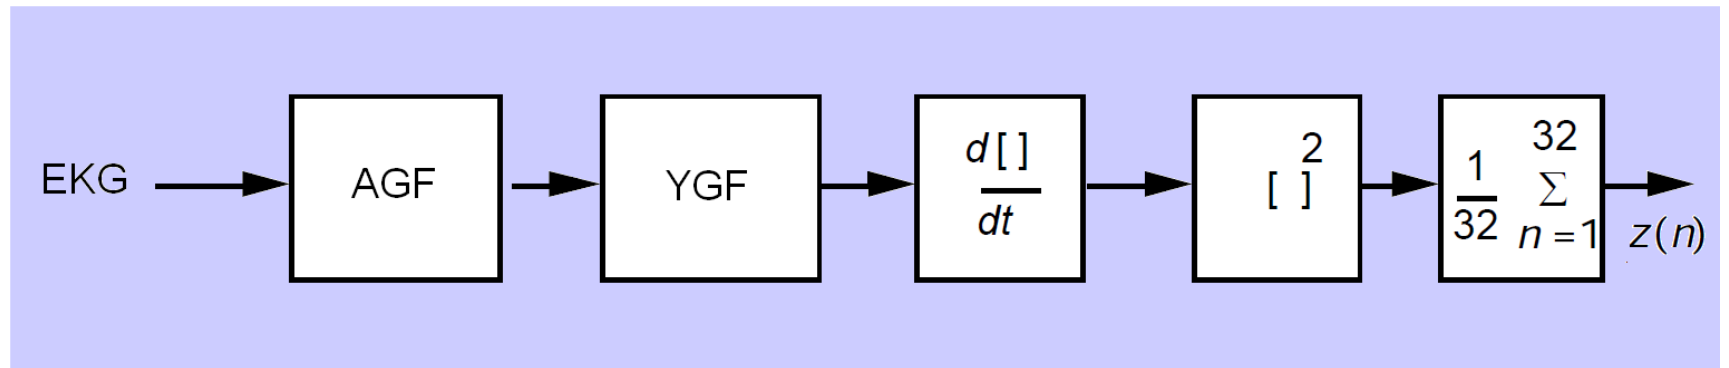 EKG
AGF
YGF
d[ ]
dt
[ ]2
1
32
32
Σ
n = 1
z(n)